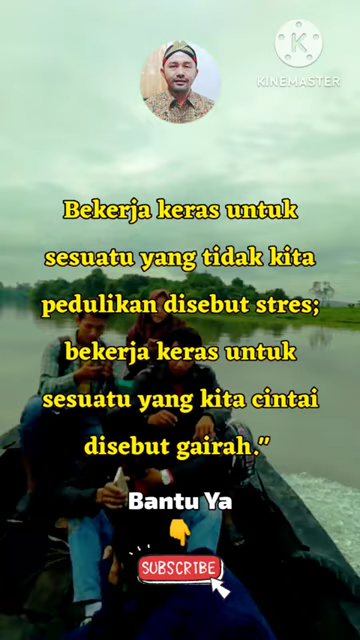 KINEMASTER
Bekerja keras untuk
sesuatu yang tidak kita
pedulikan disebut stres;
bekerja keras untuk
sesuatu yang kita cintai
disebut gairah."
Bantu Ya
SUBSCRIBE